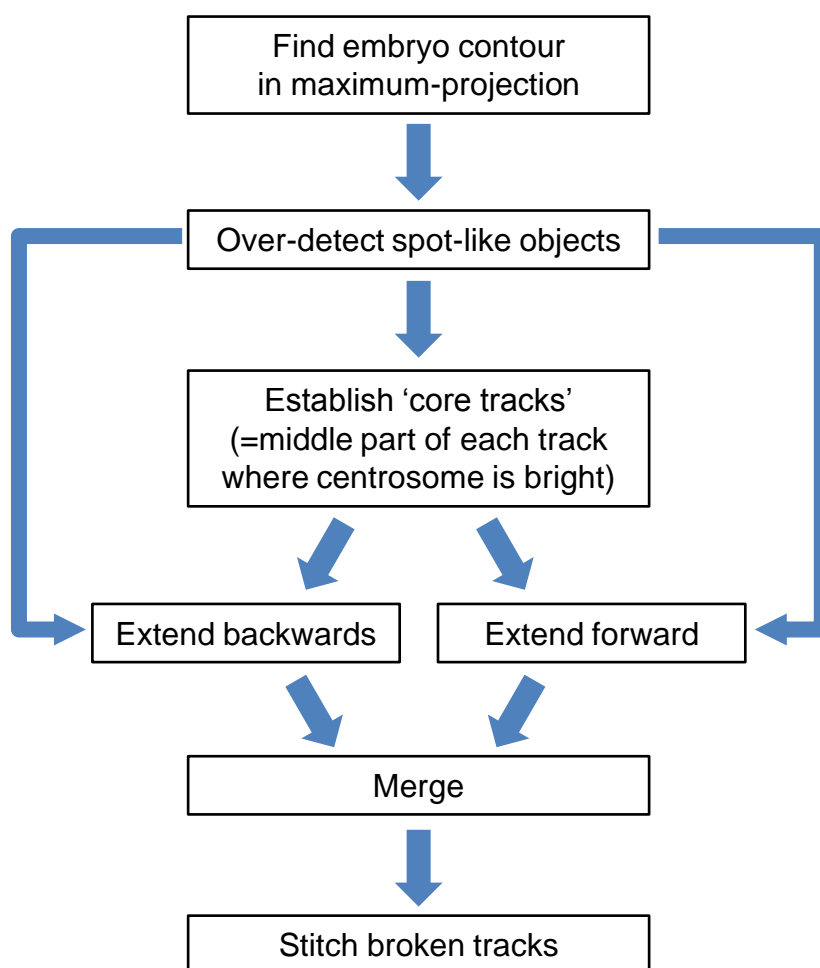 Find embryo contour
in maximum-projection
Over-detect spot-like objects
Establish ‘core tracks’
(=middle part of each track
where centrosome is bright)
Extend backwards
Extend forward
Merge
Stitch broken tracks